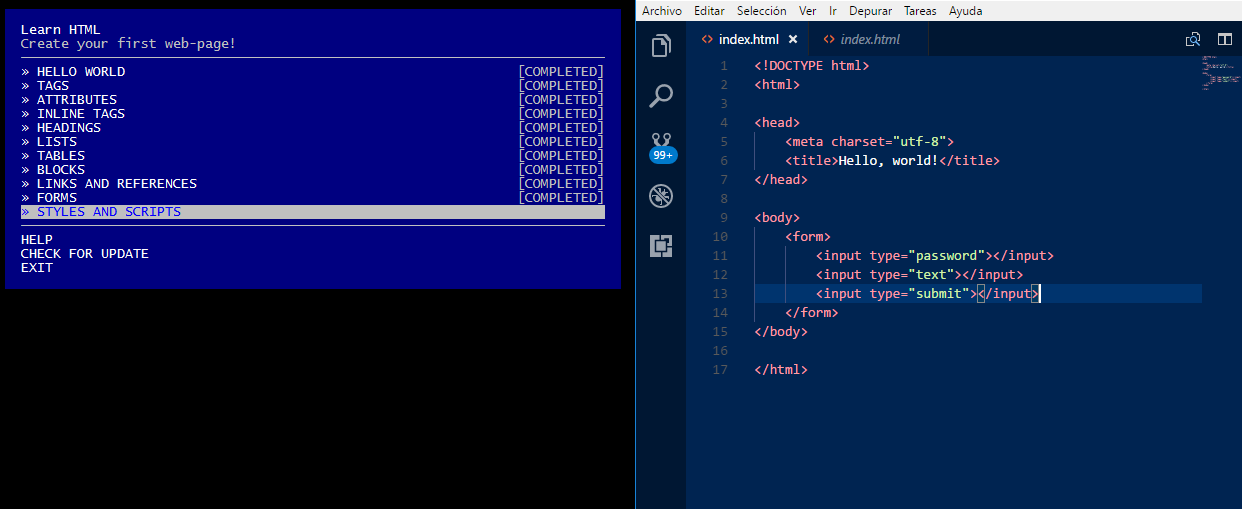 Learn HTML
Create your first web-page!
» HELLO WORLD [COMPLETED]
» TAGS [COMPLETED]
» ATTRIBUTES [COMPLETED]
» INLINE TAGS [COMPLETED]
» HEADINGS [COMPLETED]
» LISTS [COMPLETED]
» TABLES [COMPLETED]
» BLOCKS [COMPLETED]
» LINKS AND REFERENCES [COMPLETED]
» FORMS [COMPLETED]
» STYLES AND SCRIPTS
HELP
CHECK FOR UPDATE
EXIT
Archivo Editar Selección Ver Ir Depurar Tareas Ayuda
<> index.html × <> index.html
99+
1 <!DOCTYPE html>
2 <html>
3
4 <head>
5 <meta charset="utf-8">
6 <title>Hello, world!</title>
7 </head>
8
9 <body>
10 <form>
11 <input type="password"></input>
12 <input type="text"></input>
13 <input type="submit"></input>
14 </form>
15 </body>
16
17 </html>